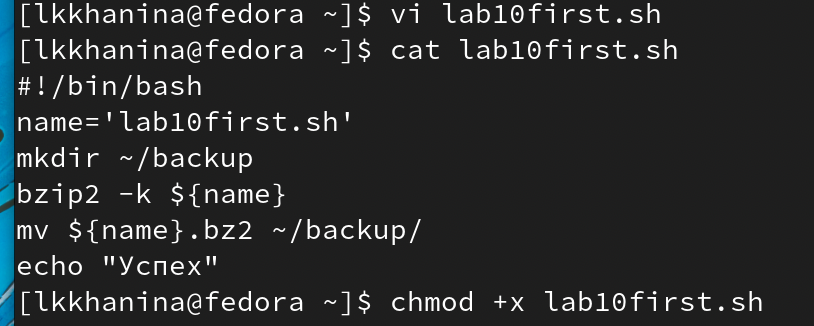 [lkkhanina@fedora ~]$ vi lab10first.sh
[lkkhanina@fedora ~]$ cat lab10first.sh
#!/bin/bash
name='lab10first.sh'
mkdir ~/backup
bzip2 -k ${name}
mv ${name}.bz2 ~/backup/
echo "Успех"
[lkkhanina@fedora ~]$ chmod +x lab10first.sh